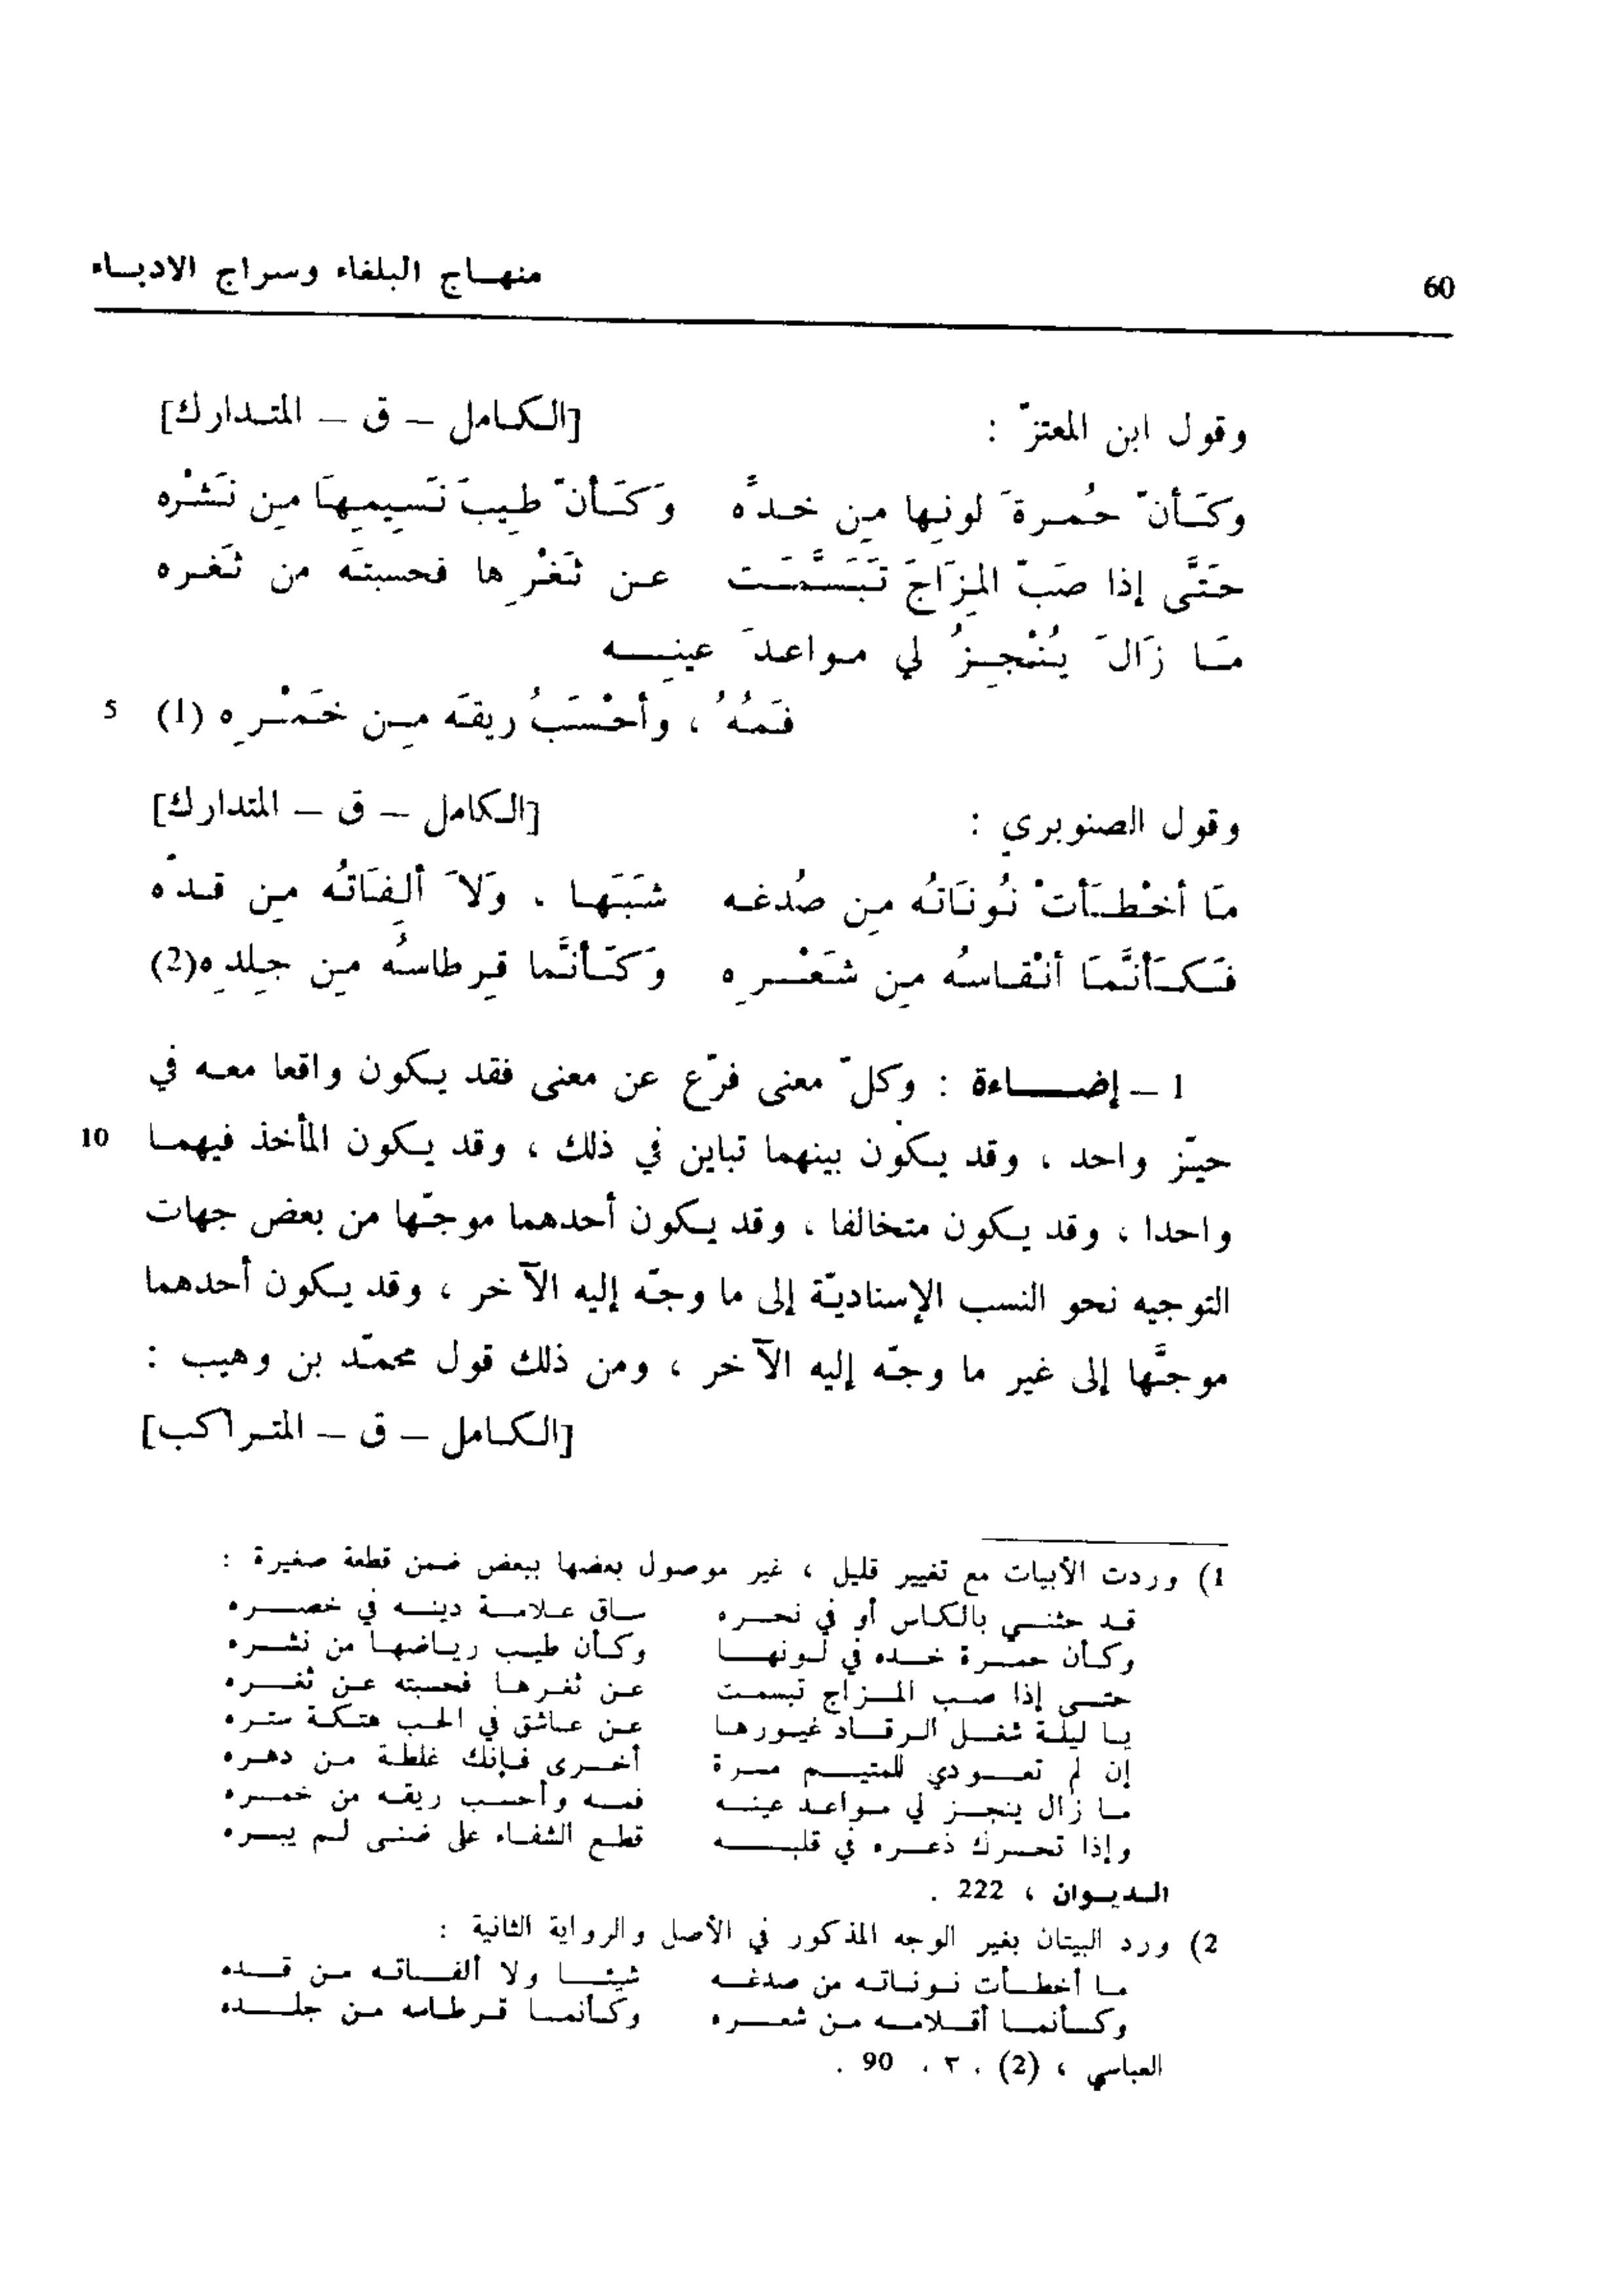 60
منهاج البلغاء وسراج الادباء
وقول ابن المعتزّ : [الكامل – ق – المتدارك]
وكَأنّ حُمرةَ لونها مِن خدّه وَكَأنّ طِيبَ نَسِيمِهَا مِن نَشْره
حَتَّى إذا صَبّ المِزَاجَ تَبَسَّمَت عن ثَغْرِها فحسبتَه من ثَغره
مَا زَالَ يُنْجِزُ لي مواعدَ عينِه
فَمُهُ ، وأحْسَبُ ريقَه مِن خَمْرِه (1)
5
وقول الصنوبري : [الكامل – ق – المتدارك]
مَا أخْطَأتْ نُونَاتُه مِن صُدغه شَبَهَا ، وَلاَ ألِفَاتُه مِن قدّه
فَكَأنَّمَا أنْقاسُه مِن شَعْرِه وَكَأنَّما قِرطاسُه مِن جِلدِه(2)
1 – إضاءة : وكلّ معنى فرّع عن معنى فقد يكون واقعا معه في
حيّز واحد ، وقد يكون بينهما تباين في ذلك ، وقد يكون المأخذ فيهما
10
واحدا ، وقد يكون متخالفا ، وقد يكون أحدهما موجّها من بعض جهات
التوجيه نحو النسب الإسناديّة إلى ما وجّه إليه الآخر ، وقد يكون أحدهما
موجَّها إلى غير ما وجّه إليه الآخر ، ومن ذلك قول محمّد بن وهيب :
[الكامل – ق – المتراكب]
1) وردت الأبيات مع تغيير قليل ، غير موصول بعضها ببعض ضمن قطعة صغيرة :
قد حثني بالكاس أو في نحره ساق علامة دينه في خصره
وكأن حمرة خده في لونها وكأن طيب رياضها من نشره
حتى إذا صب المزاج تبسمت عن ثغرها فحسبته عن ثغره
يا ليلة شغل الرقاد غيورها عن عاشق في الحب هتكة ستره
إن لم تعودي للمتيم مرة أخرى فإنك غلطة من دهره
ما زال ينجز لي مواعد عينه فمه وأحسب ريقه من خمره
وإذا تحرك ذعره في قلبه قطع الشفاء على ضنى لم يبره
الديوان ، 222 .
2) ورد البيتان بغير الوجه المذكور في الأصل والرواية الثانية :
ما أخطأت نوناته من صدغه شيئا ولا ألفاته من قده
وكأنما أقلامه من شعره وكأنما قرطاسه من جلده
العباسي ، (2) ، ٣ ، 90 .